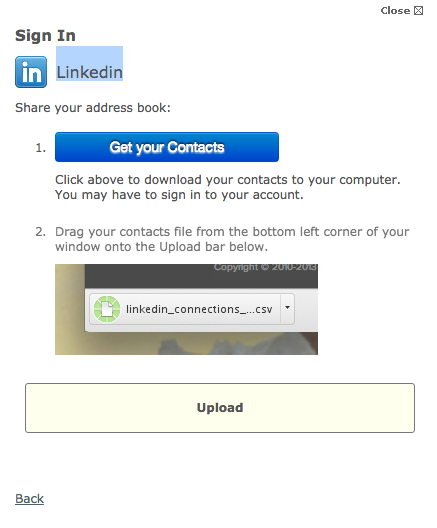 Close
Sign In
in Linkedin
Share your address book:
1. Get your Contacts
Click above to download your contacts to your computer.
You may have to sign in to your account.
2. Drag your contacts file from the bottom left corner of your
window onto the Upload bar below.
Copyright © 2010-2013
linkedin_connections_...csv
Upload
Back